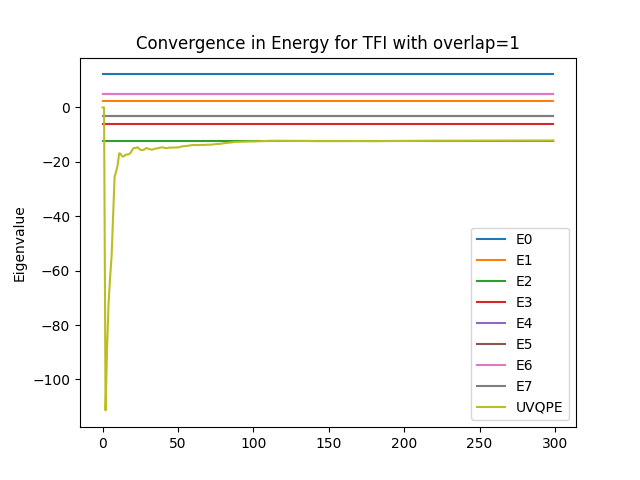 Convergence in Energy for TFI with overlap=1
Eigenvalue
0
−20
−40
−60
−80
−100
0
50
100
150
200
250
300
E0
E1
E2
E3
E4
E5
E6
E7
UVQPE